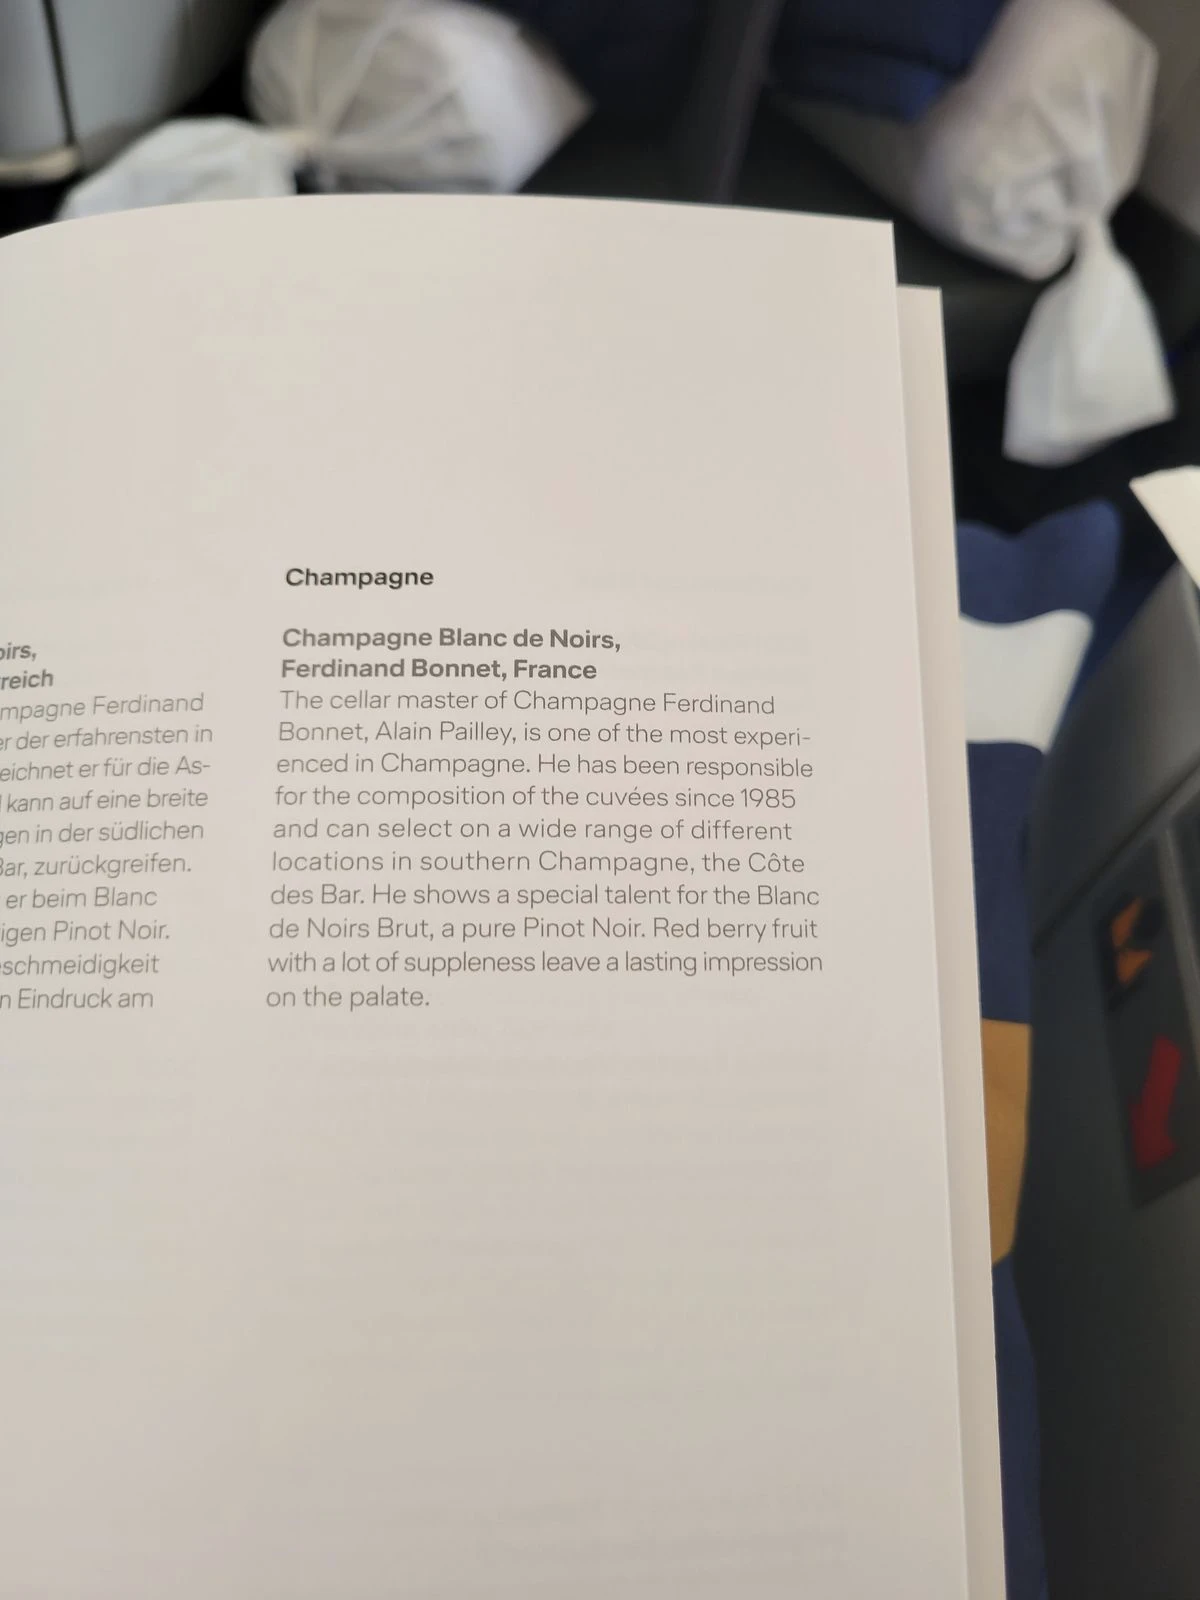 Champagne
oirs,
reich
mpagne Ferdinand
er der erfahrensten in
eichnet er für die As-
kann auf eine breite
gen in der südlichen
Bar, zurückgreifen.
er beim Blanc
igen Pinot Noir.
schmeidigkeit
n Eindruck am
Champagne Blanc de Noirs,
Ferdinand Bonnet, France
The cellar master of Champagne Ferdinand
Bonnet, Alain Pailley, is one of the most experi-
enced in Champagne. He has been responsible
for the composition of the cuvées since 1985
and can select on a wide range of different
locations in southern Champagne, the Côte
des Bar. He shows a special talent for the Blanc
de Noirs Brut, a pure Pinot Noir. Red berry fruit
with a lot of suppleness leave a lasting impression
on the palate.